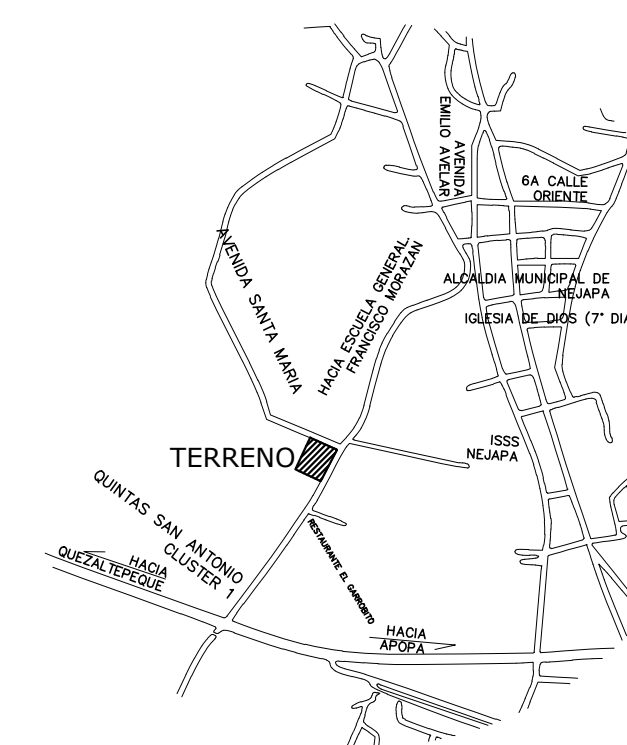 AVENIDA
EMILIO AVELAR
6A CALLE
ORIENTE
AVENIDA SANTA MARIA
HACIA ESCUELA GENERAL.
FRANCISCO MORAZAN
ALCALDIA MUNICIPAL DE
NEJAPA
IGLESIA DE DIOS (7° DIA
ISSS
NEJAPA
TERRENO
QUINTAS SAN ANTONIO
CLUSTER 1
RESTAURANTE EL GARROBITO
HACIA
QUEZALTEPEQUE
HACIA
APOPA